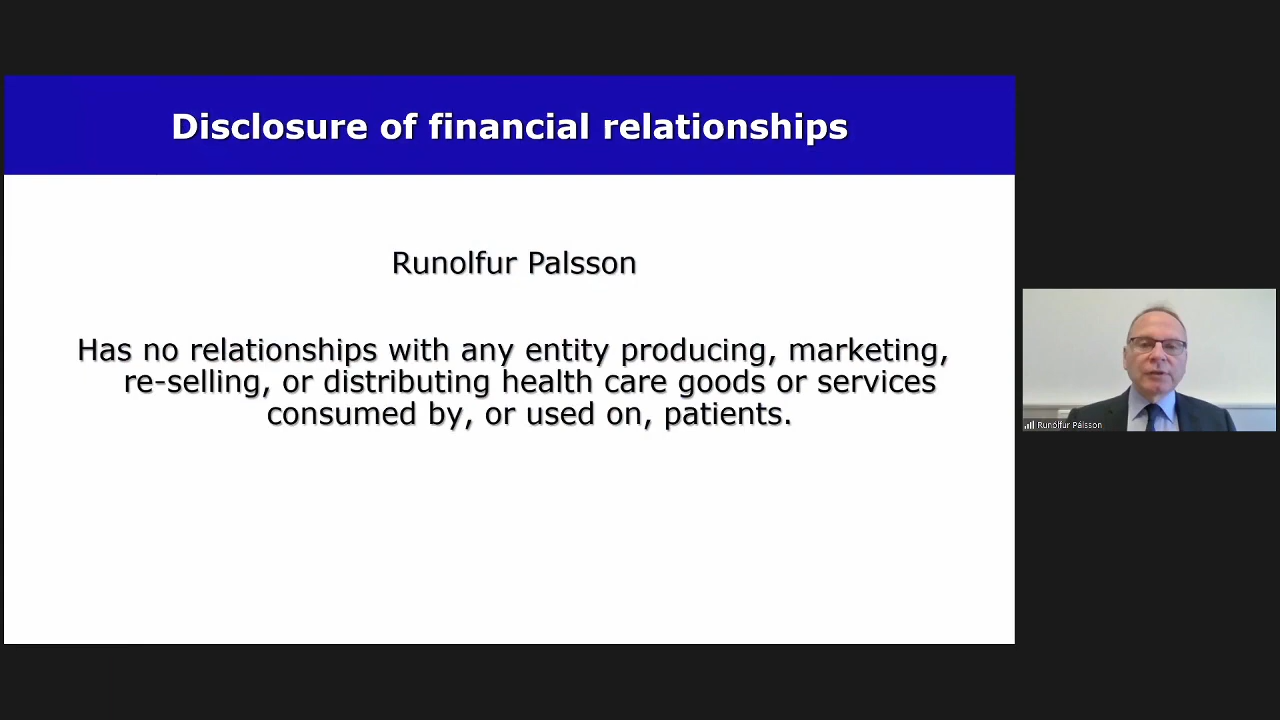 Disclosure of financial relationships
Runolfur Palsson
Has no relationships with any entity producing, marketing,
re-selling, or distributing health care goods or services
consumed by, or used on, patients.
Runólfur Pálsson